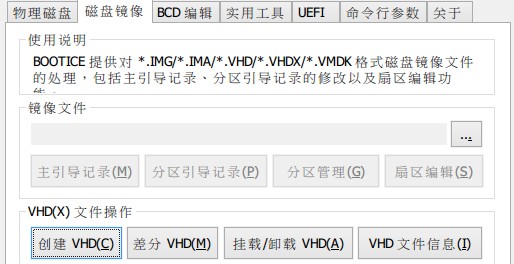 物理磁盘 磁盘镜像 BCD 编辑 实用工具 UEFI 命令行参数 关于
使用说明
BOOTICE 提供对 *.IMG/*.IMA/*.VHD/*.VHDX/*.VMDK 格式磁盘镜像文件
的处理，包括主引导记录、分区引导记录的修改以及扇区编辑功
能。
镜像文件
...
主引导记录(M) 分区引导记录(P) 分区管理(G) 扇区编辑(S)
VHD(X) 文件操作
创建 VHD(C) 差分 VHD(M) 挂载/卸载 VHD(A) VHD 文件信息(I)